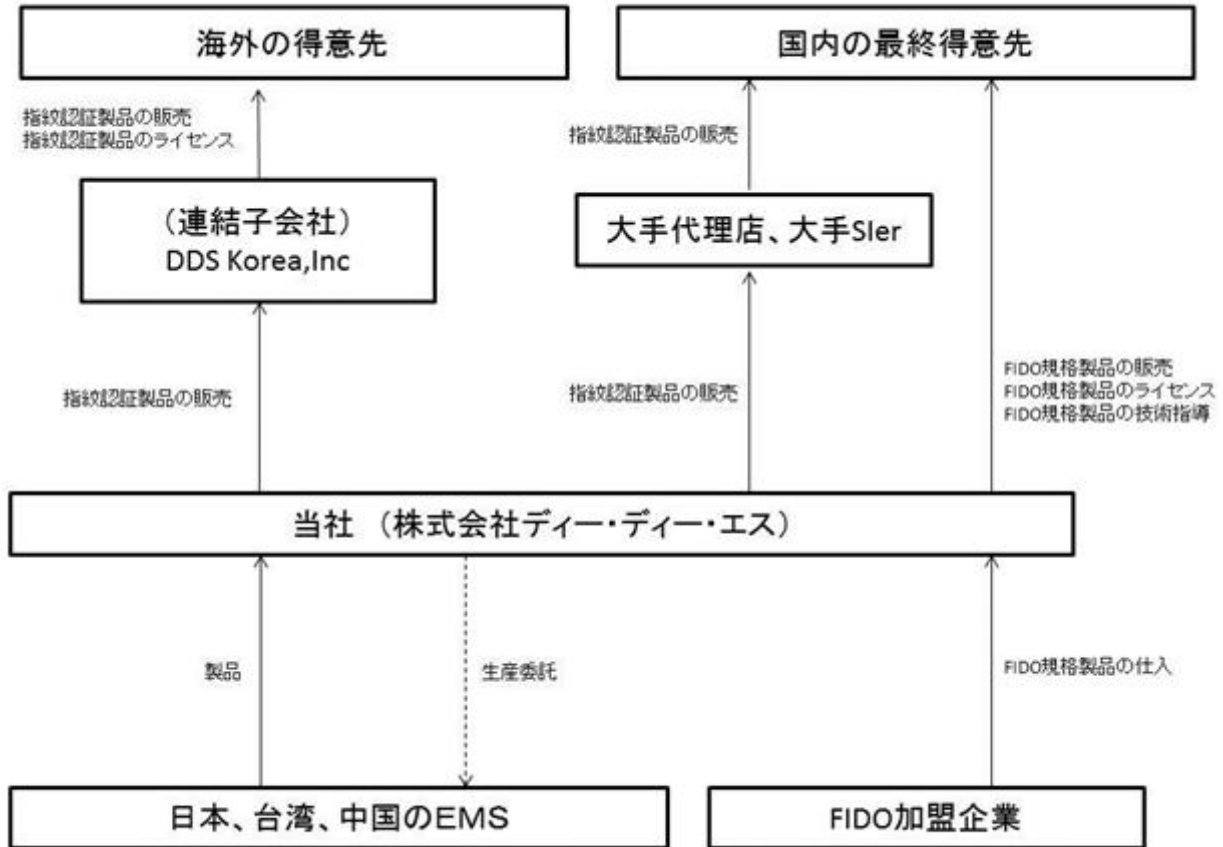 海外の得意先
国内の最終得意先
指紋認証製品の販売
指紋認証製品のライセンス
指紋認証製品の販売
(連結子会社)
DDS Korea,Inc
大手代理店、大手SIer
指紋認証製品の販売
指紋認証製品の販売
FIDO規格製品の販売
FIDO規格製品のライセンス
FIDO規格製品の技術指導
当社 (株式会社ディー・ディー・エス)
製品
生産委託
FIDO規格製品の仕入
日本、台湾、中国のEMS
FIDO加盟企業